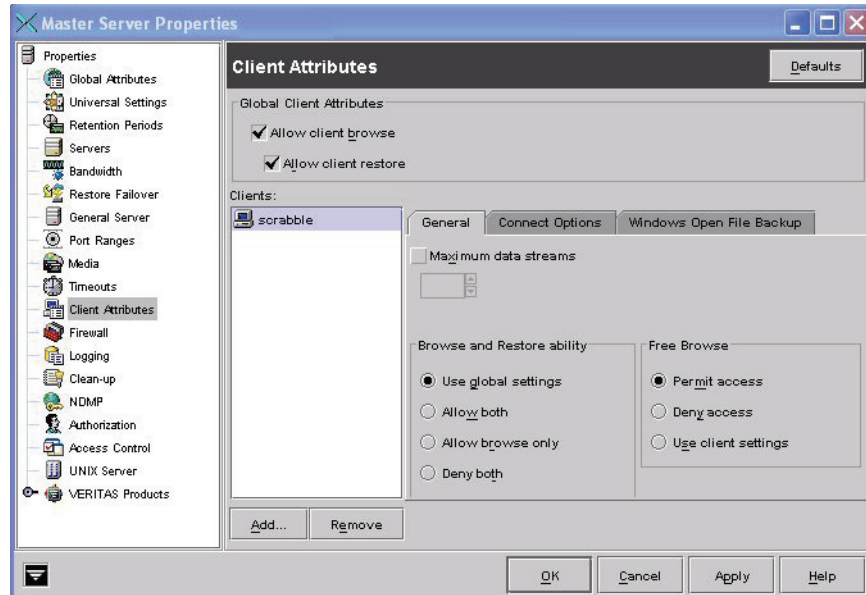 Master Server Properties
Properties
Global Attributes
Universal Settings
Retention Periods
Servers
Bandwidth
Restore Failover
General Server
Port Ranges
Media
Timeouts
Client Attributes
Firewall
Logging
Clean-up
NDMP
Authorization
Access Control
UNIX Server
VERITAS Products
Client Attributes
Defaults
Global Client Attributes
Allow client browse
Allow client restore
Clients:
scrabble
General
Connect Options
Windows Open File Backup
Maximum data streams
Browse and Restore ability
Use global settings
Allow both
Allow browse only
Deny both
Free Browse
Permit access
Deny access
Use client settings
Add...
Remove
OK
Cancel
Apply
Help